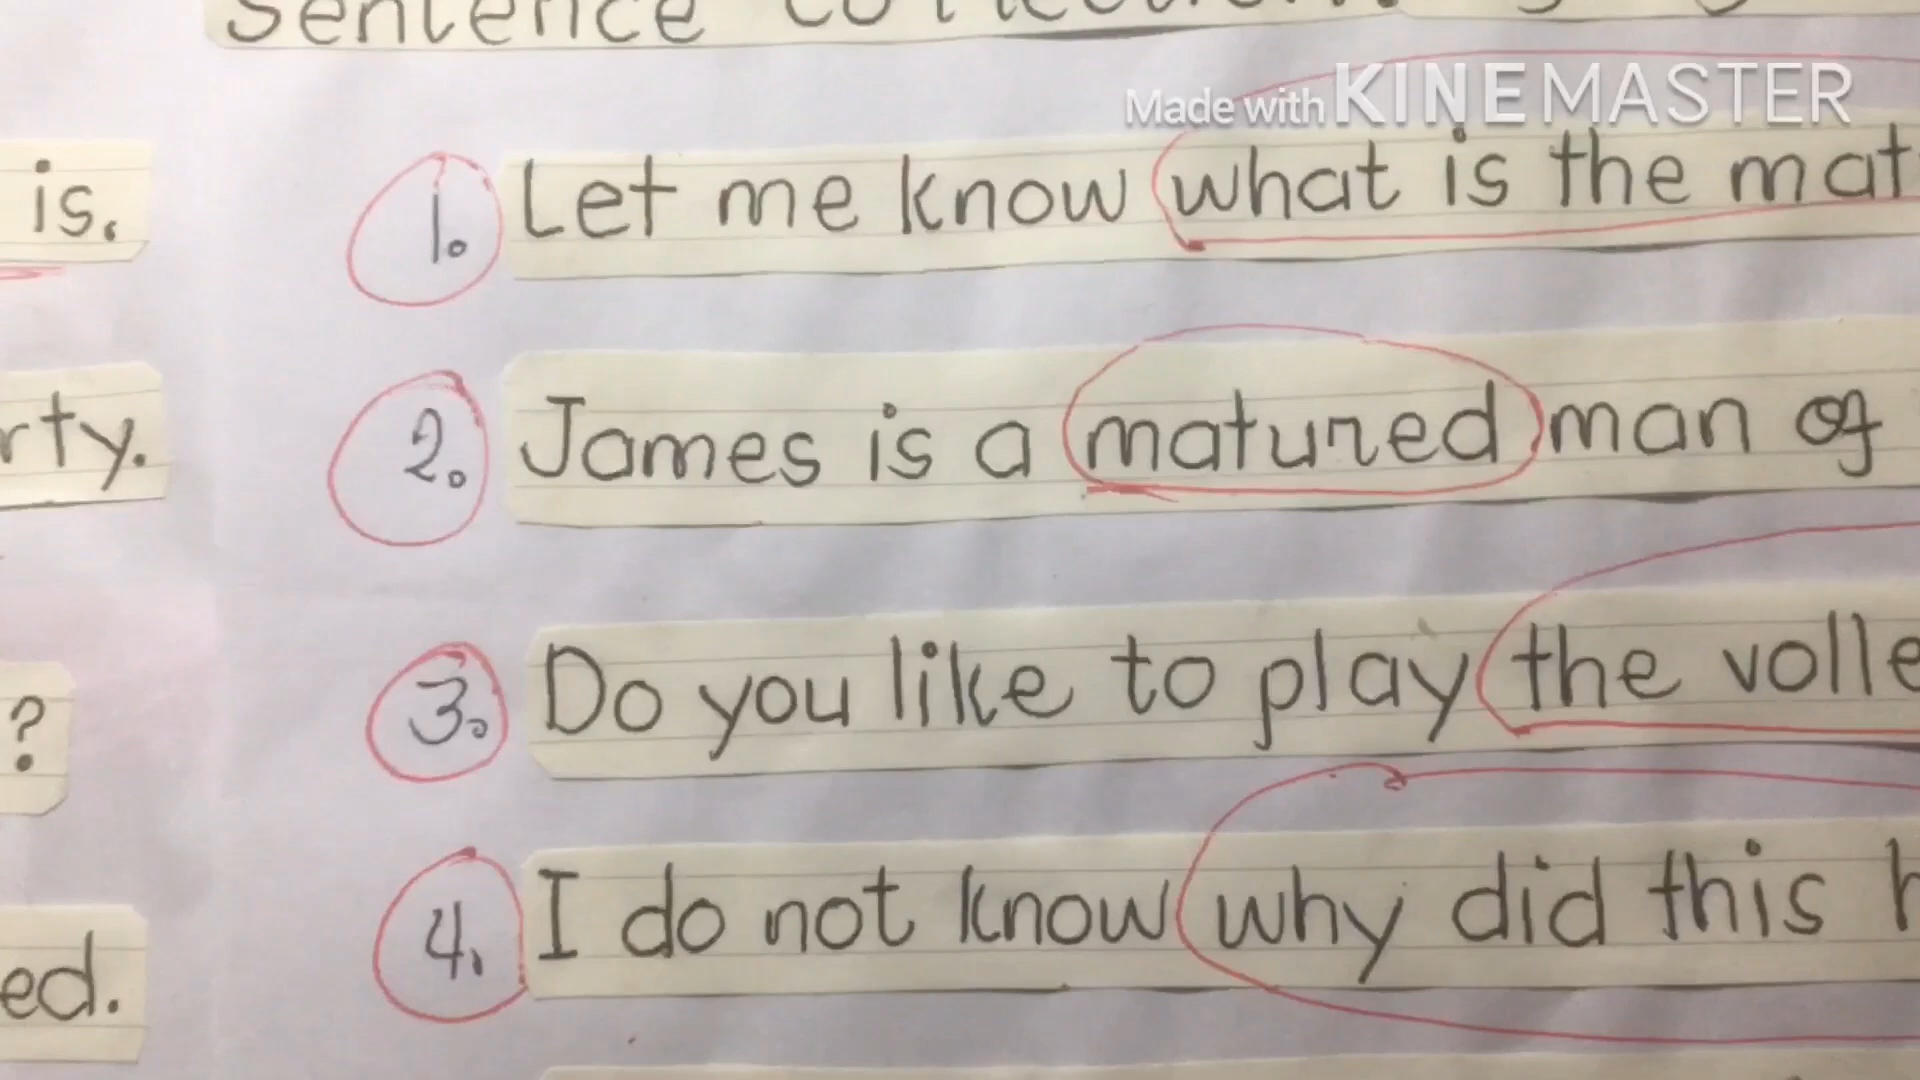 Sentence
Made with KINEMASTER
is.
1. Let me know what is the mat
rty.
2. James is a matured man of
?
3. Do you like to play the volle
4. I do not know why did this h
ed.